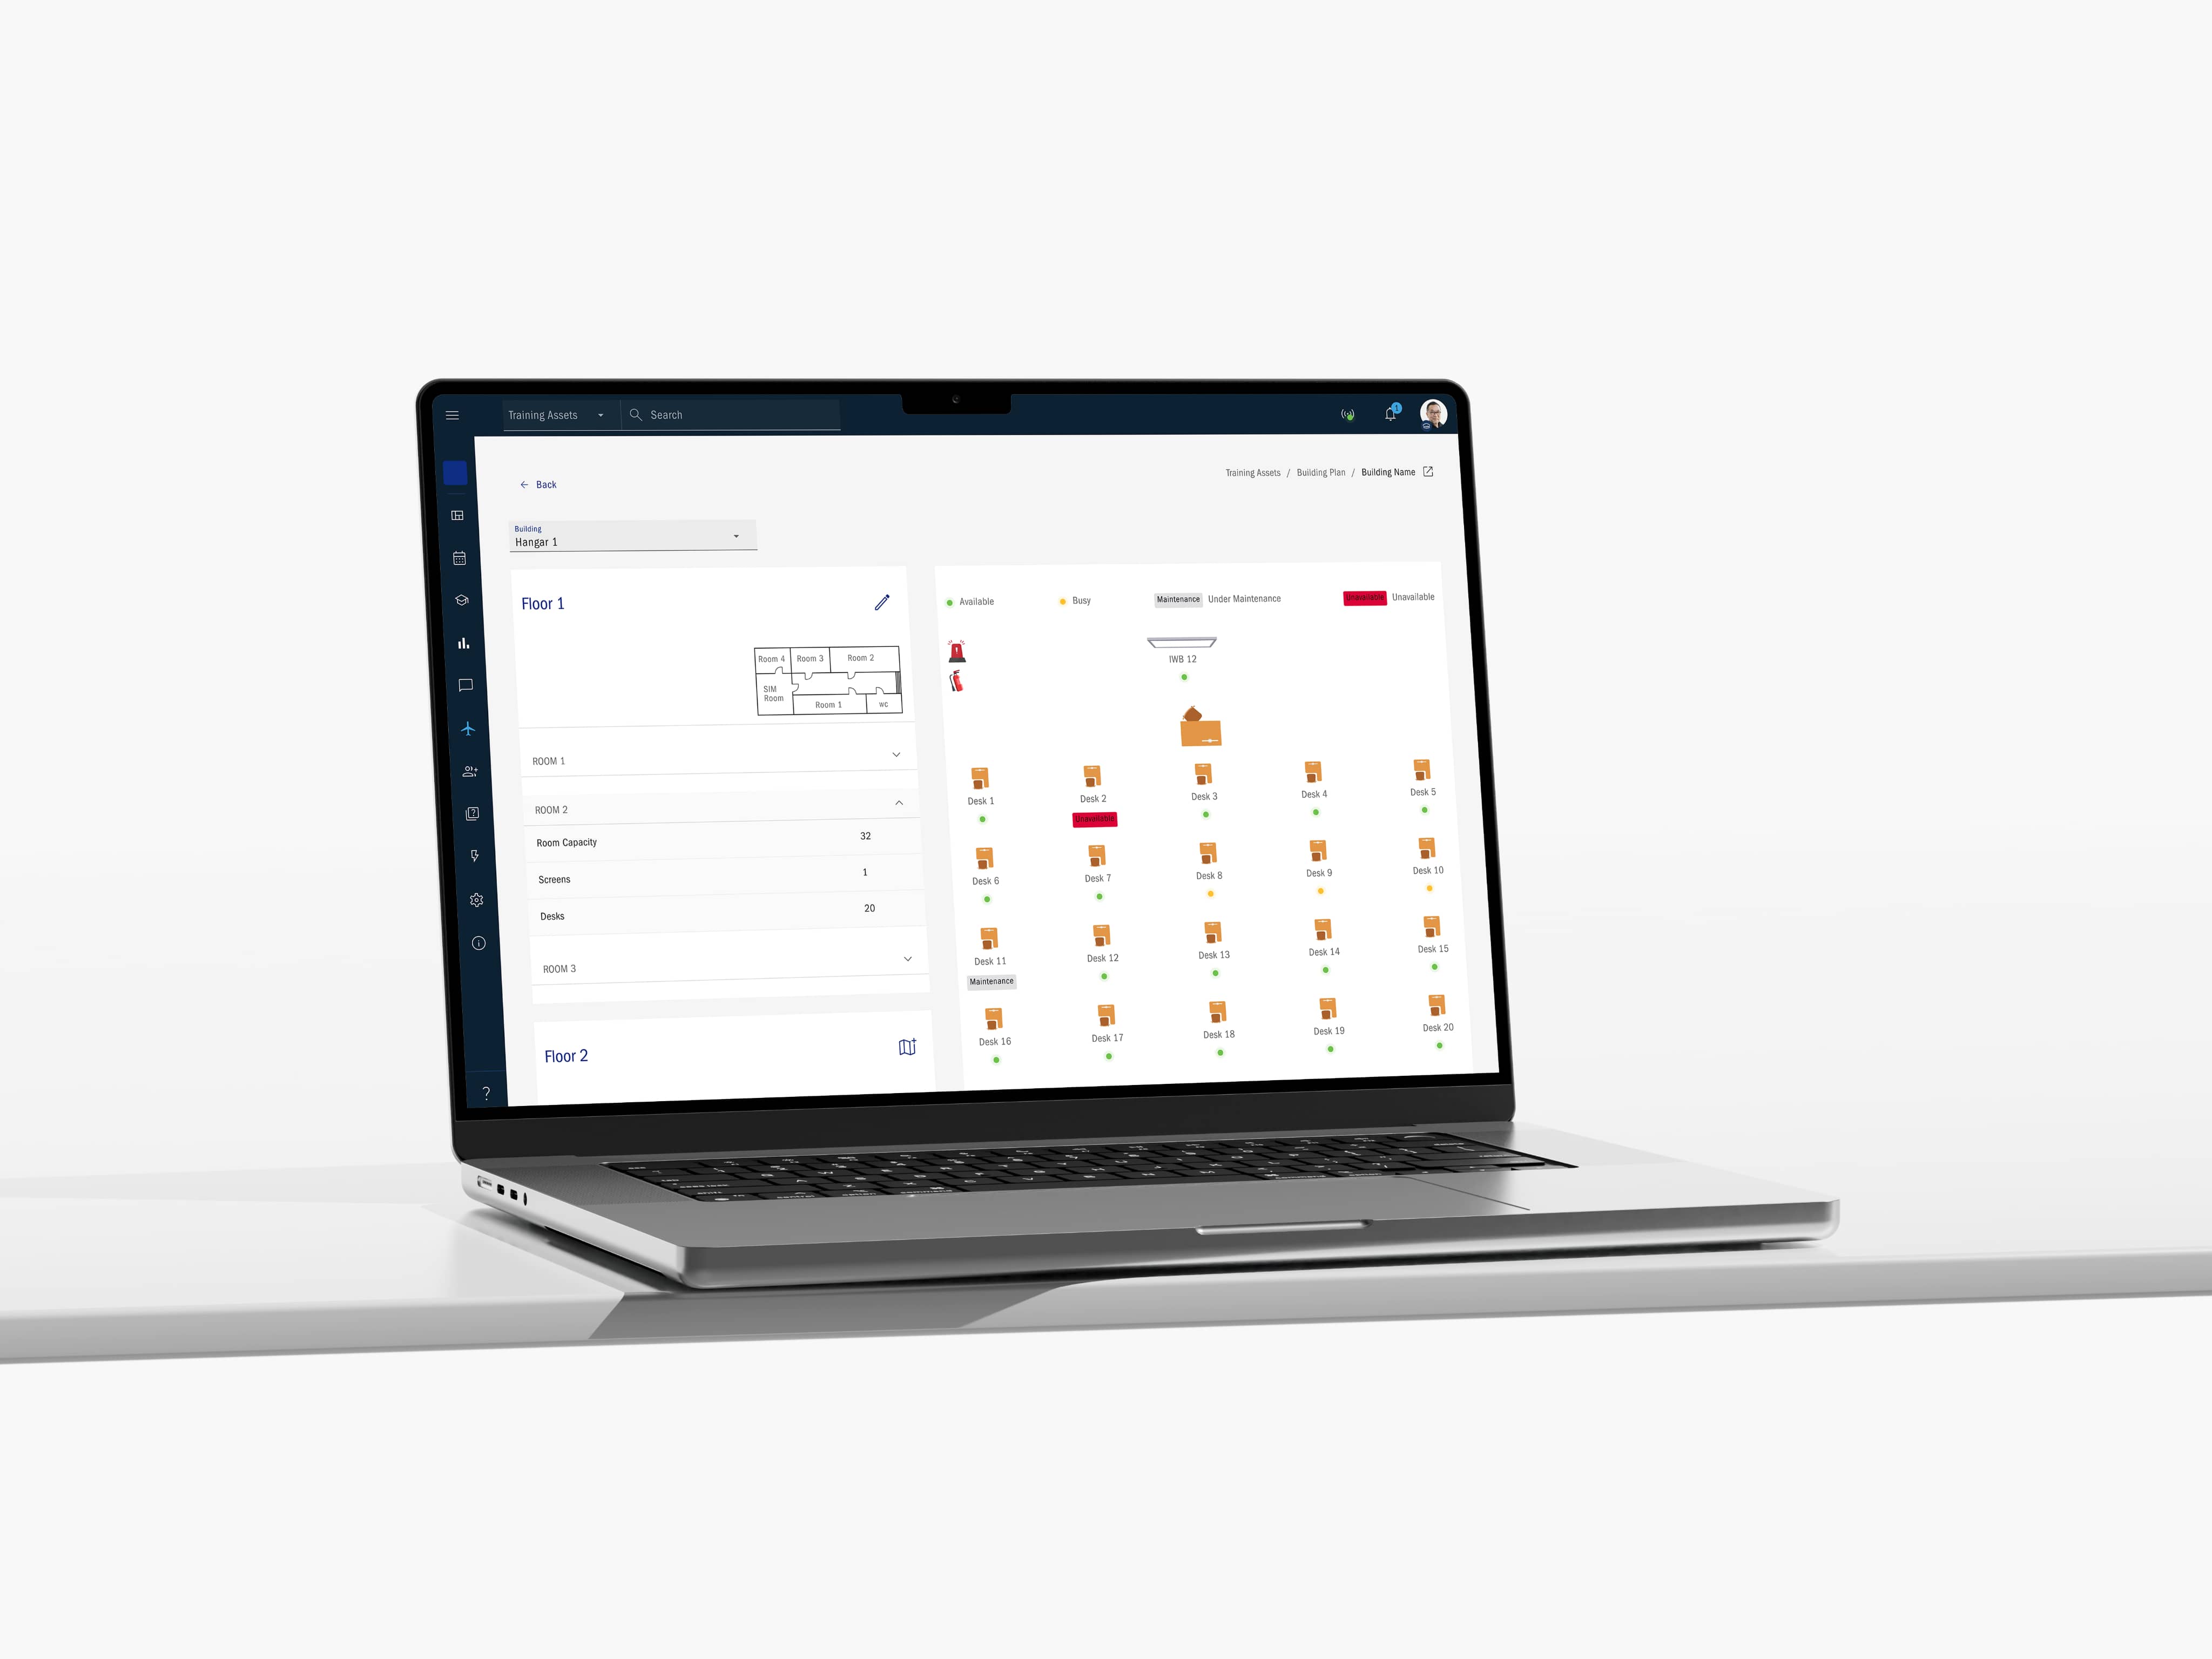 Training Assets
Search
1
Training Assets / Building Plan / Building Name
Back
Building
Hangar 1
Floor 1
Room 4
Room 3
Room 2
SIM
Room
Room 1
wc
ROOM 1
ROOM 2
Room Capacity 32
Screens 1
Desks 20
ROOM 3
Floor 2
?
Available
Busy
Maintenance Under Maintenance
Unavailable Unavailable
IWB 12
Desk 1
Desk 2
Desk 3
Desk 4
Desk 5
Unavailable
Desk 6
Desk 7
Desk 8
Desk 9
Desk 10
Desk 11
Desk 12
Desk 13
Desk 14
Desk 15
Maintenance
Desk 16
Desk 17
Desk 18
Desk 19
Desk 20